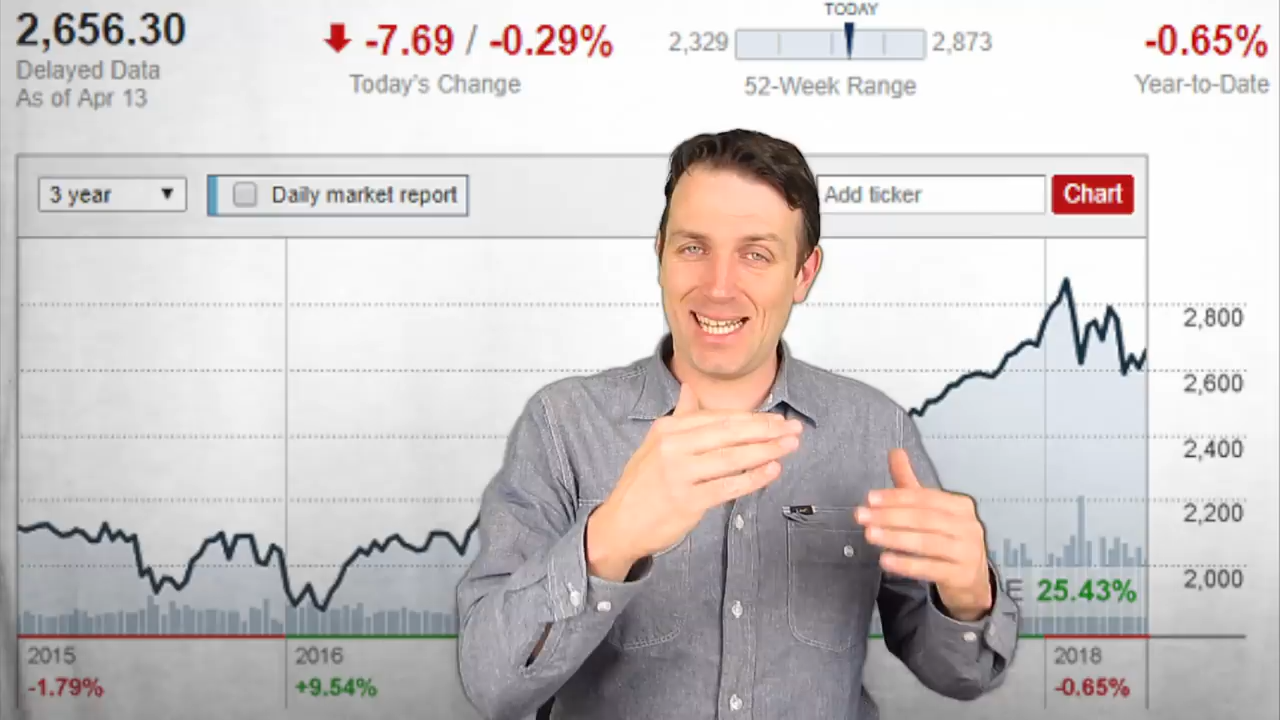 2,656.30
Delayed Data
As of Apr 13
-7.69 / -0.29%
Today's Change
TODAY
2,329
2,873
52-Week Range
-0.65%
Year-to-Date
3 year
Daily market report
Add ticker
Chart
2,800
2,600
2,400
2,200
2,000
E 25.43%
2015
2016
2018
-1.79%
+9.54%
-0.65%